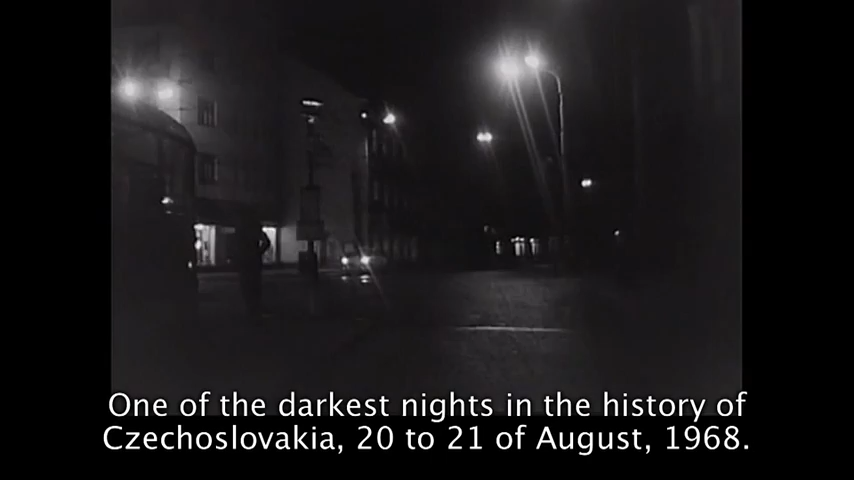 One of the darkest nights in the history of
Czechoslovakia, 20 to 21 of August, 1968.